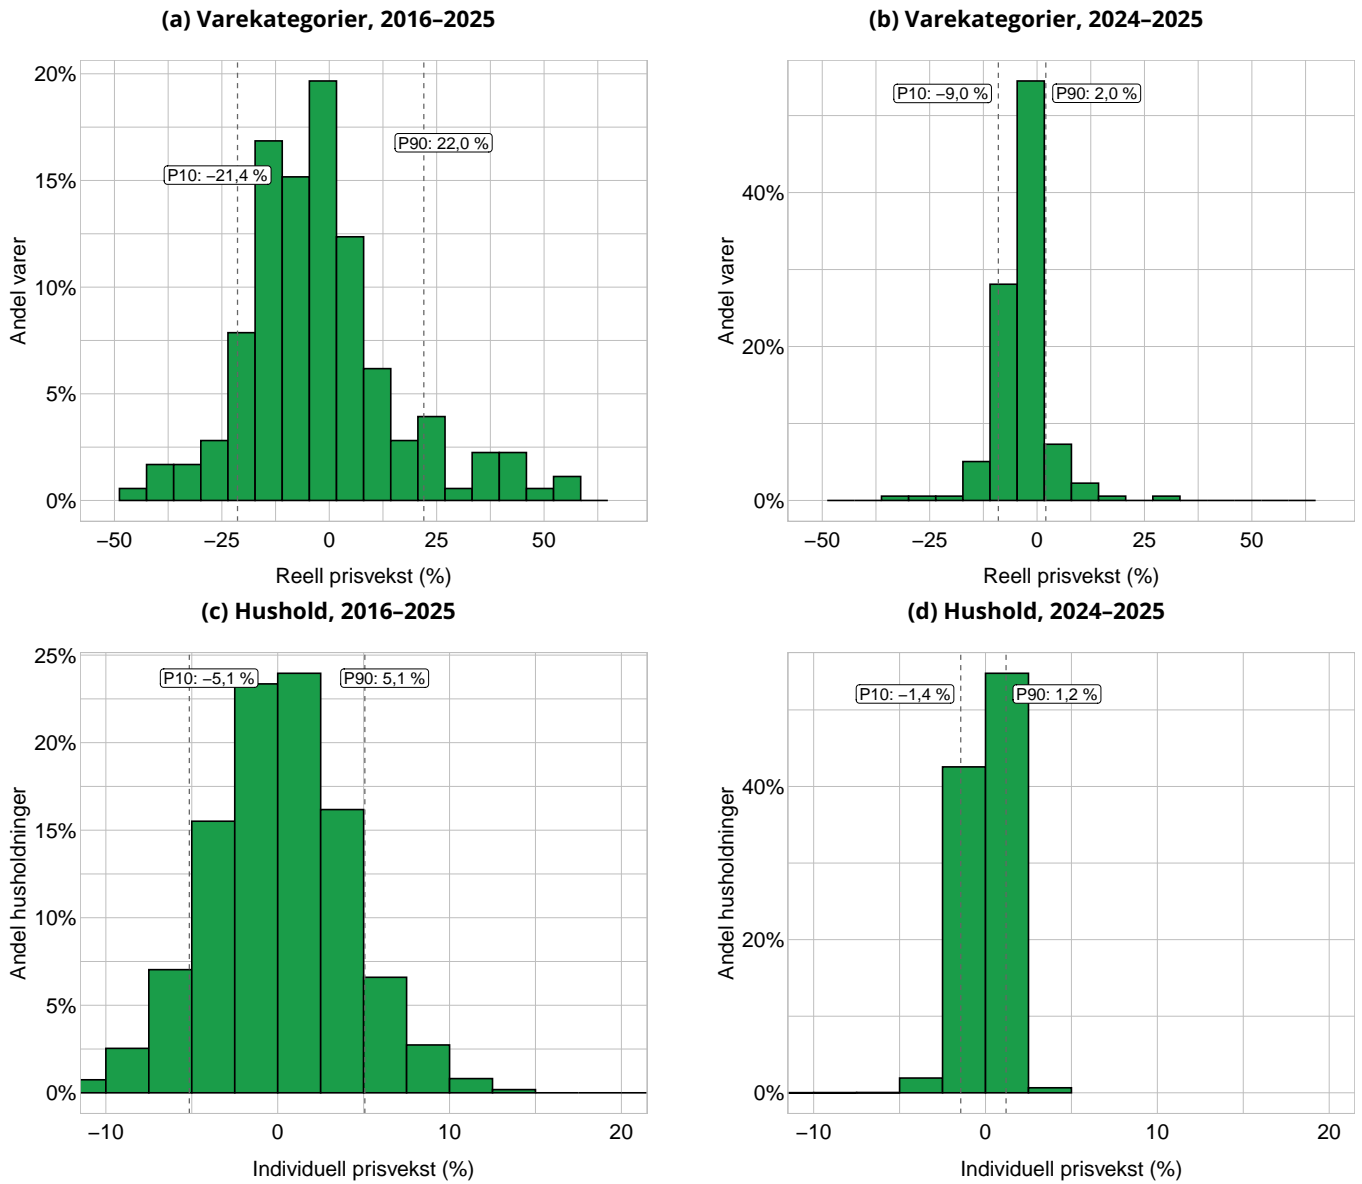 (a) Varekategorier, 2016–2025
20%
15%
10%
5%
0%
Andel varer
P10: −21,4 %
P90: 22,0 %
−50 −25 0 25 50
Reell prisvekst (%)
(b) Varekategorier, 2024–2025
40%
20%
0%
Andel varer
P10: −9,0 %
P90: 2,0 %
−50 −25 0 25 50
Reell prisvekst (%)
(c) Hushold, 2016–2025
25%
20%
15%
10%
5%
0%
Andel husholdninger
P10: −5,1 %
P90: 5,1 %
−10 0 10 20
Individuell prisvekst (%)
(d) Hushold, 2024–2025
40%
20%
0%
Andel husholdninger
P10: −1,4 %
P90: 1,2 %
−10 0 10 20
Individuell prisvekst (%)